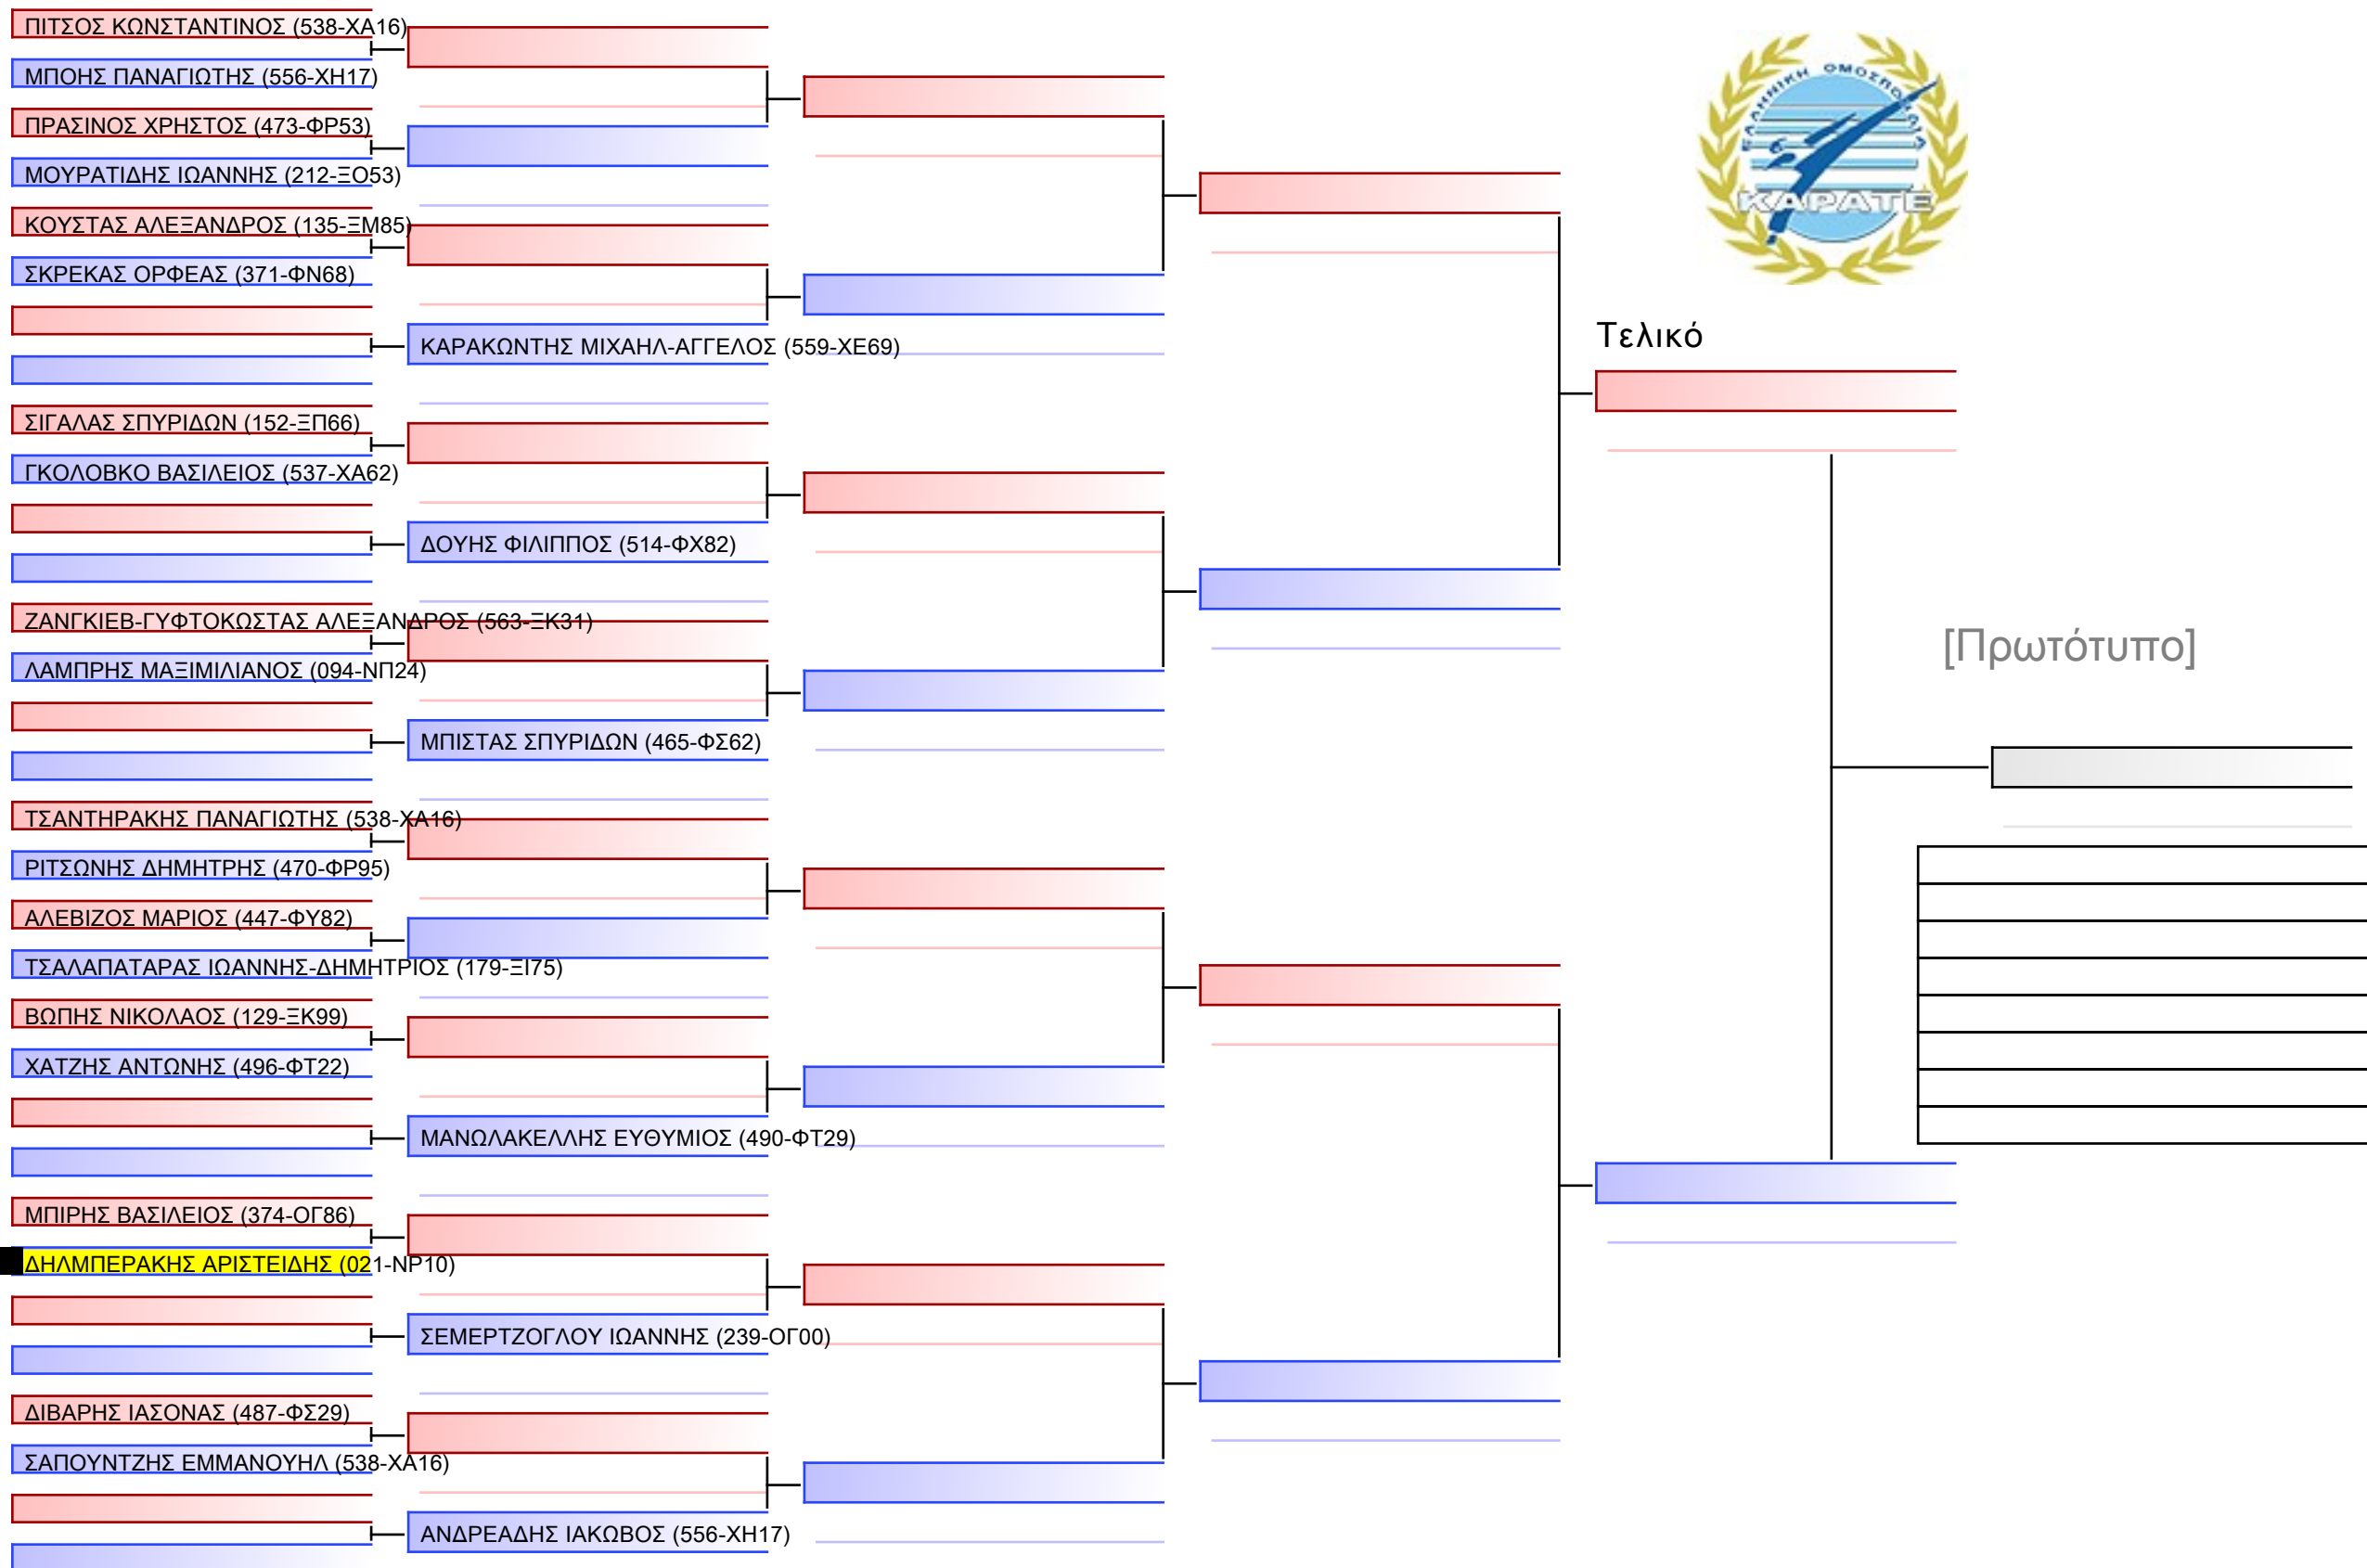 ΠΙΤΣΟΣ ΚΩΝΣΤΑΝΤΙΝΟΣ (538-ΧΑ16)
ΜΠΟΗΣ ΠΑΝΑΓΙΩΤΗΣ (556-ΧΗ17)
ΠΡΑΣΙΝΟΣ ΧΡΗΣΤΟΣ (473-ΦΡ53)
ΜΟΥΡΑΤΙΔΗΣ ΙΩΑΝΝΗΣ (212-ΞΟ53)
ΚΟΥΣΤΑΣ ΑΛΕΞΑΝΔΡΟΣ (135-ΞΜ85)
ΣΚΡΕΚΑΣ ΟΡΦΕΑΣ (371-ΦΝ68)
ΚΑΡΑΚΩΝΤΗΣ ΜΙΧΑΗΛ-ΑΓΓΕΛΟΣ (559-ΧΕ69)
ΣΙΓΑΛΑΣ ΣΠΥΡΙΔΩΝ (152-ΞΠ66)
ΓΚΟΛΟΒΚΟ ΒΑΣΙΛΕΙΟΣ (537-ΧΑ62)
ΔΟΥΗΣ ΦΙΛΙΠΠΟΣ (514-ΦΧ82)
ΖΑΝΓΚΙΕΒ-ΓΥΦΤΟΚΩΣΤΑΣ ΑΛΕΞΑΝΔΡΟΣ (563-ΞΚ31)
ΛΑΜΠΡΗΣ ΜΑΞΙΜΙΛΙΑΝΟΣ (094-ΝΠ24)
ΜΠΙΣΤΑΣ ΣΠΥΡΙΔΩΝ (465-ΦΣ62)
ΤΣΑΝΤΗΡΑΚΗΣ ΠΑΝΑΓΙΩΤΗΣ (538-ΧΑ16)
ΡΙΤΣΩΝΗΣ ΔΗΜΗΤΡΗΣ (470-ΦΡ95)
ΑΛΕΒΙΖΟΣ ΜΑΡΙΟΣ (447-ΦΥ82)
ΤΣΑΛΑΠΑΤΑΡΑΣ ΙΩΑΝΝΗΣ-ΔΗΜΗΤΡΙΟΣ (179-ΞΙ75)
ΒΩΠΗΣ ΝΙΚΟΛΑΟΣ (129-ΞΚ99)
ΧΑΤΖΗΣ ΑΝΤΩΝΗΣ (496-ΦΤ22)
ΜΑΝΩΛΑΚΕΛΛΗΣ ΕΥΘΥΜΙΟΣ (490-ΦΤ29)
ΜΠΙΡΗΣ ΒΑΣΙΛΕΙΟΣ (374-ΟΓ86)
ΔΗΛΜΠΕΡΑΚΗΣ ΑΡΙΣΤΕΙΔΗΣ (021-ΝΡ10)
ΣΕΜΕΡΤΖΟΓΛΟΥ ΙΩΑΝΝΗΣ (239-ΟΓ00)
ΔΙΒΑΡΗΣ ΙΑΣΟΝΑΣ (487-ΦΣ29)
ΣΑΠΟΥΝΤΖΗΣ ΕΜΜΑΝΟΥΗΛ (538-ΧΑ16)
ΑΝΔΡΕΑΔΗΣ ΙΑΚΩΒΟΣ (556-ΧΗ17)
ΕΛΛΗΝΙΚΗ ΟΜΟΣΠΟΝΔΙΑ
ΚΑΡΑΤΕ
Τελικό
[Πρωτότυπο]